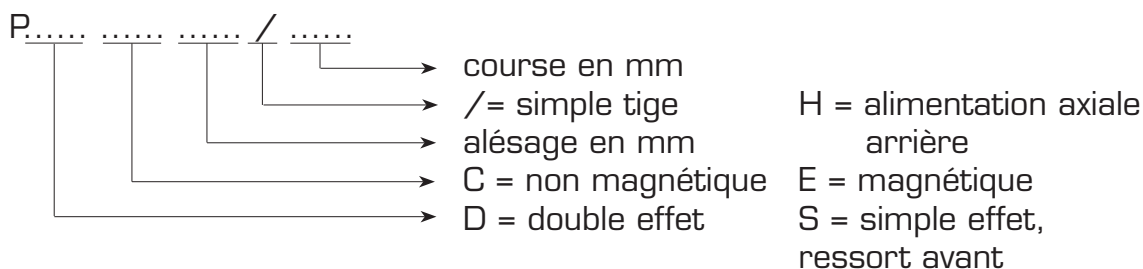 P...... ...... ...... / ......
course en mm
/= simple tige H = alimentation axiale
alésage en mm arrière
C = non magnétique E = magnétique
D = double effet S = simple effet,
ressort avant